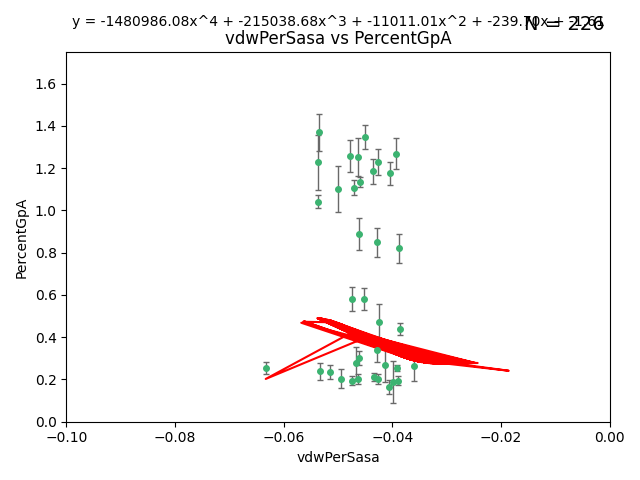 y = -1480986.08x^4 + -215038.68x^3 + -11011.01x^2 + -239.70x + -1.61
N = 226
vdwPerSasa vs PercentGpA
1.6
1.4
1.2
1.0
0.8
0.6
0.4
0.2
0.0
PercentGpA
−0.10 −0.08 −0.06 −0.04 −0.02 0.00
vdwPerSasa